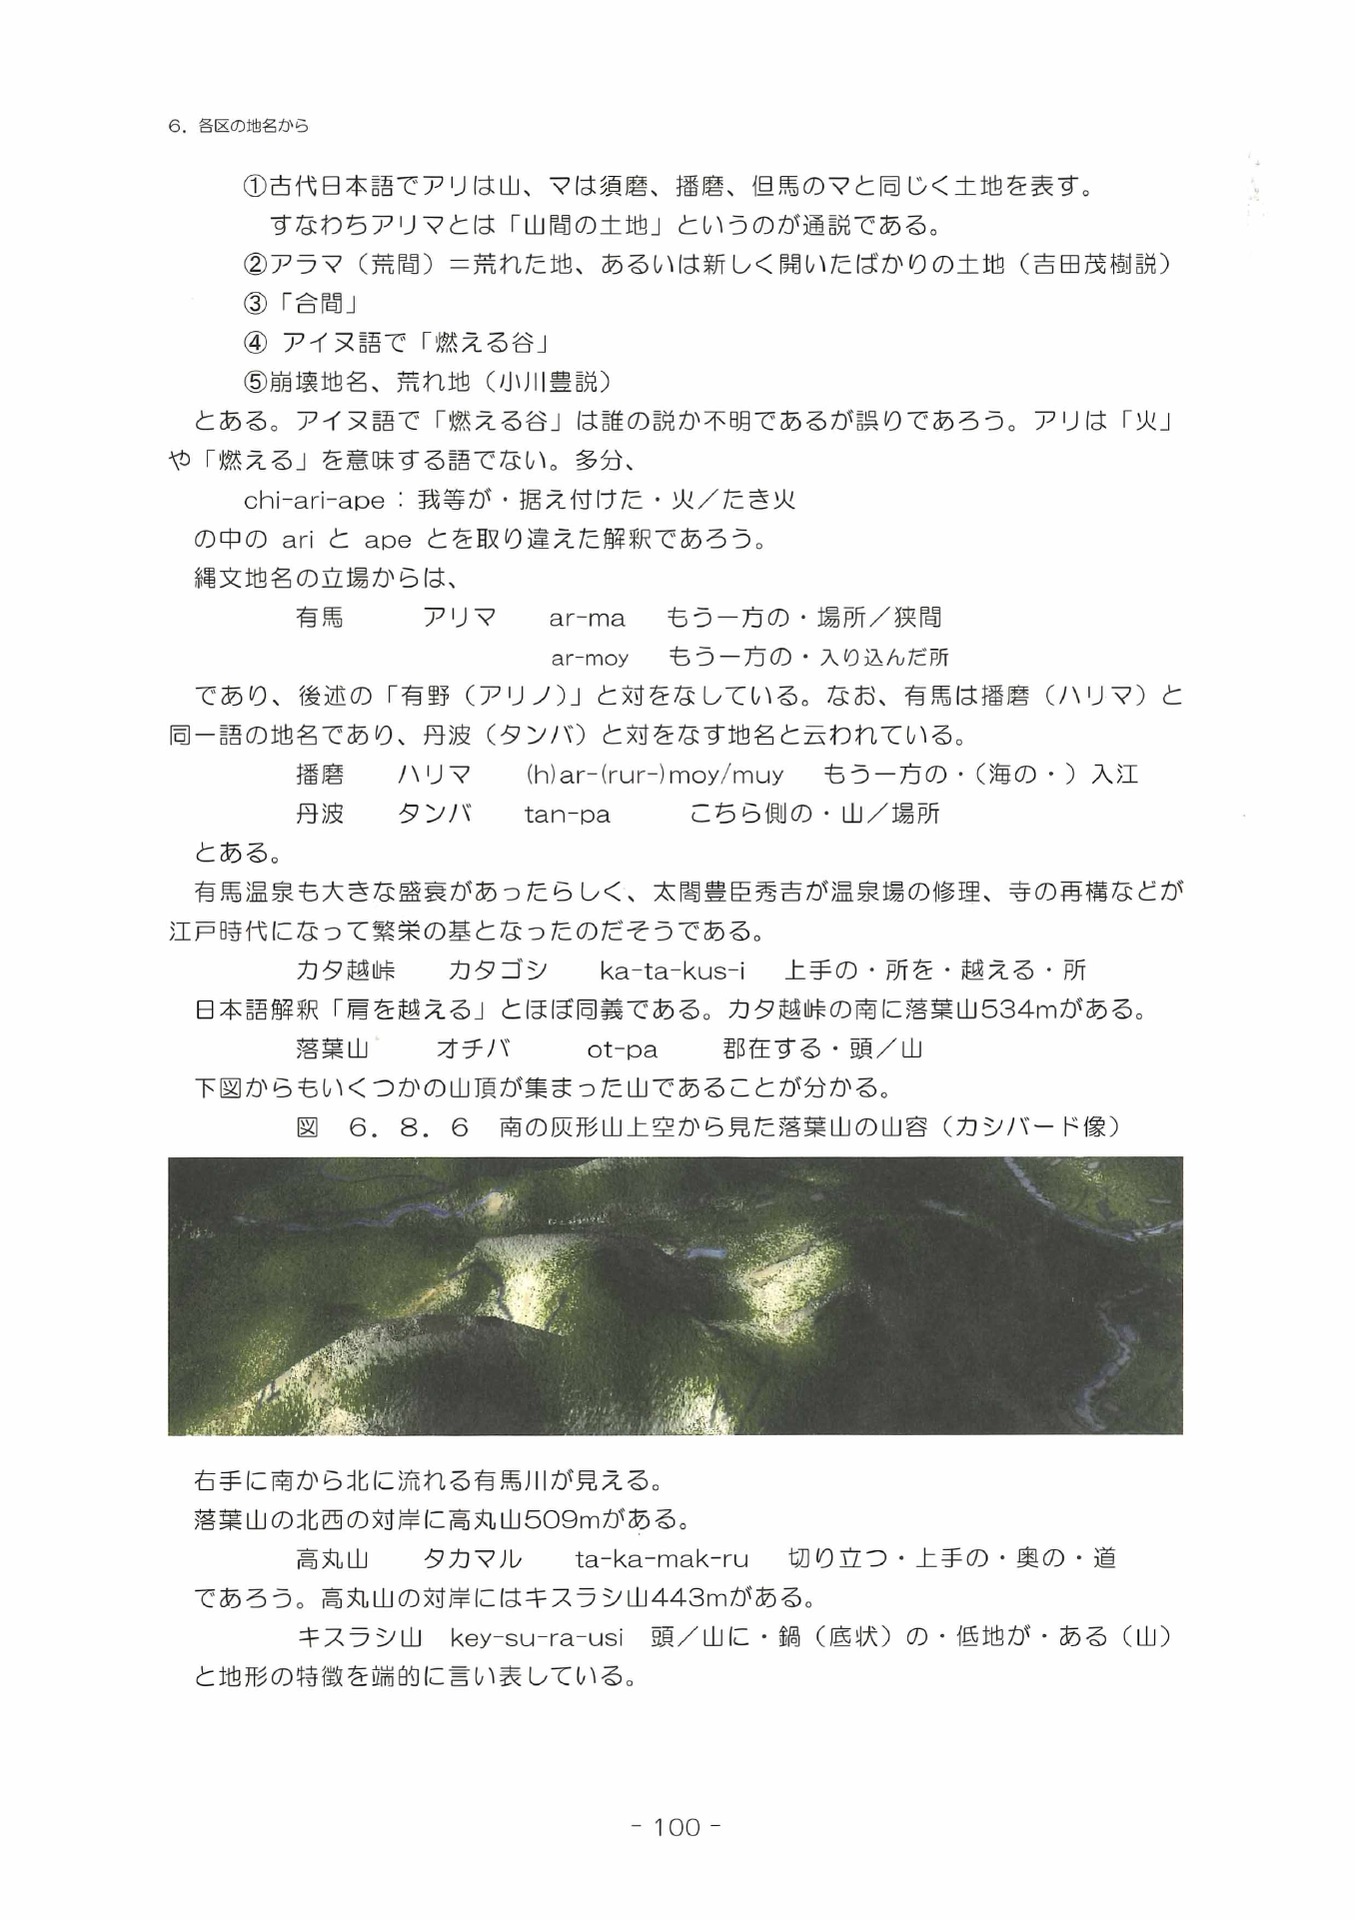 6．各区の地名から
①古代日本語でアリは山、マは須磨、播磨、但馬のマと同じく土地を表す。
すなわちアリマとは「山間の土地」というのが通説である。
②アラマ（荒間）＝荒れた地、あるいは新しく開いたばかりの土地（吉田茂樹説）
③「合間」
④ アイヌ語で「燃える谷」
⑤崩壊地名、荒れ地（小川豊説）
とある。アイヌ語で「燃える谷」は誰の説か不明であるが誤りであろう。アリは「火」
や「燃える」を意味する語でない。多分、
chi-ari-ape：我等が・据え付けた・火／たき火
の中の ari と ape とを取り違えた解釈であろう。
縄文地名の立場からは、
有馬　アリマ　ar-ma　もう一方の・場所／狭間
ar-moy　もう一方の・入り込んだ所
であり、後述の「有野（アリノ）」と対をなしている。なお、有馬は播磨（ハリマ）と
同一語の地名であり、丹波（タンバ）と対をなす地名と云われている。
播磨　ハリマ　(h)ar-(rur-)moy/muy　もう一方の・（海の・）入江
丹波　タンバ　tan-pa　こちら側の・山／場所
とある。
有馬温泉も大きな盛衰があったらしく、太閤豊臣秀吉が温泉場の修理、寺の再構などが
江戸時代になって繁栄の基となったのだそうである。
カタ越峠　カタゴシ　ka-ta-kus-i　上手の・所を・越える・所
日本語解釈「肩を越える」とほぼ同義である。カタ越峠の南に落葉山534mがある。
落葉山　オチバ　ot-pa　郡在する・頭／山
下図からもいくつかの山頂が集まった山であることが分かる。
図　6．8．6　南の灰形山上空から見た落葉山の山容（カシバード像）
右手に南から北に流れる有馬川が見える。
落葉山の北西の対岸に高丸山509mがある。
高丸山　タカマル　ta-ka-mak-ru　切り立つ・上手の・奥の・道
であろう。高丸山の対岸にはキスラシ山443mがある。
キスラシ山　key-su-ra-usi　頭／山に・鍋（底状）の・低地が・ある（山）
と地形の特徴を端的に言い表している。
- 100 -